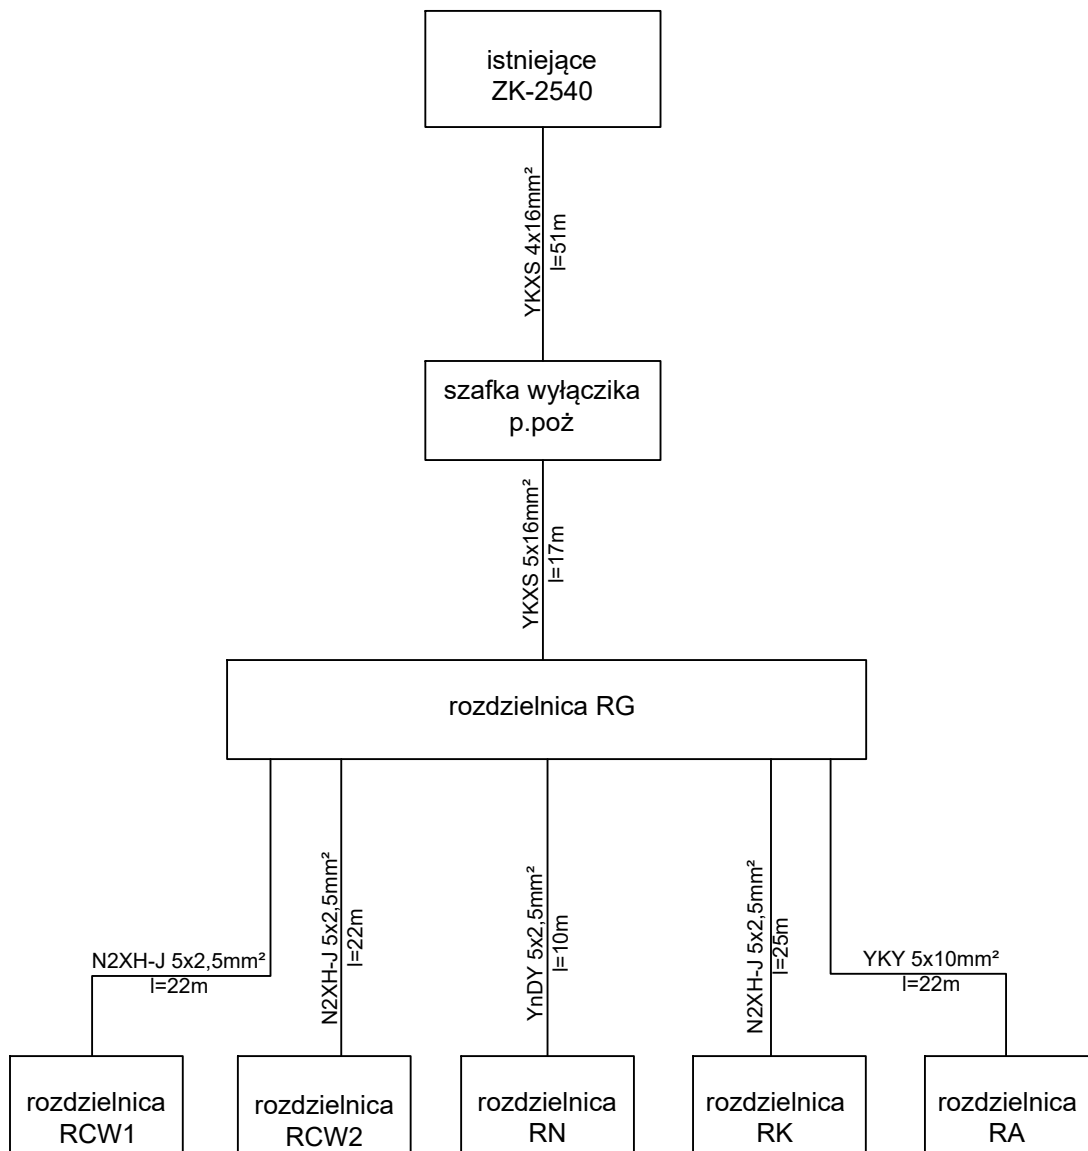 istniejące
ZK-2540
YKXS 4x16mm²
l=51m
szafka wyłączika
p.poż
YKXS 5x16mm²
l=17m
rozdzielnica RG
N2XH-J 5x2,5mm²
l=22m
N2XH-J 5x2,5mm²
l=22m
YnDY 5x2,5mm²
l=10m
N2XH-J 5x2,5mm²
l=25m
YKY 5x10mm²
l=22m
rozdzielnica
RCW1
rozdzielnica
RCW2
rozdzielnica
RN
rozdzielnica
RK
rozdzielnica
RA